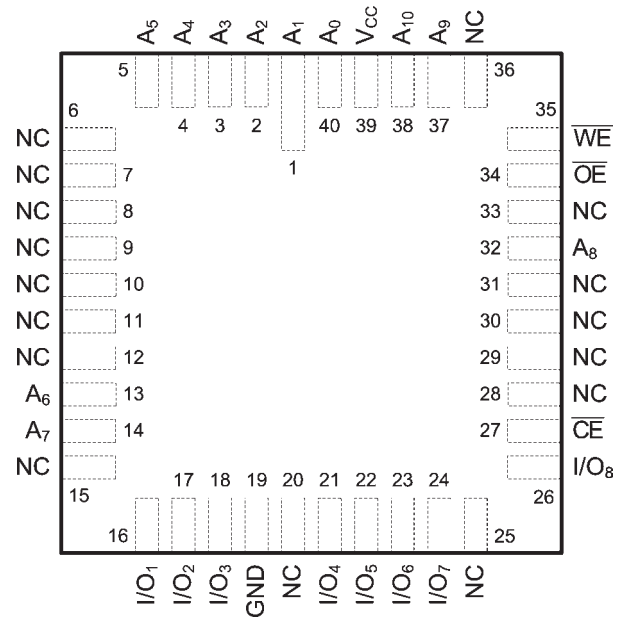 A5 A4 A3 A2 A1 A0 VCC A10 A9 NC
5 36
4 3 2 40 39 38 37
1
6 35
NC WE̅
NC 7 34 OE̅
NC 8 33 NC
NC 9 32 A8
NC 10 31 NC
NC 11 30 NC
NC 12 29 NC
A6 13 28 NC
A7 14 27 CE̅
NC I/O8
15 26
17 18 19 20 21 22 23 24
16 25
I/O1 I/O2 I/O3 GND NC I/O4 I/O5 I/O6 I/O7 NC